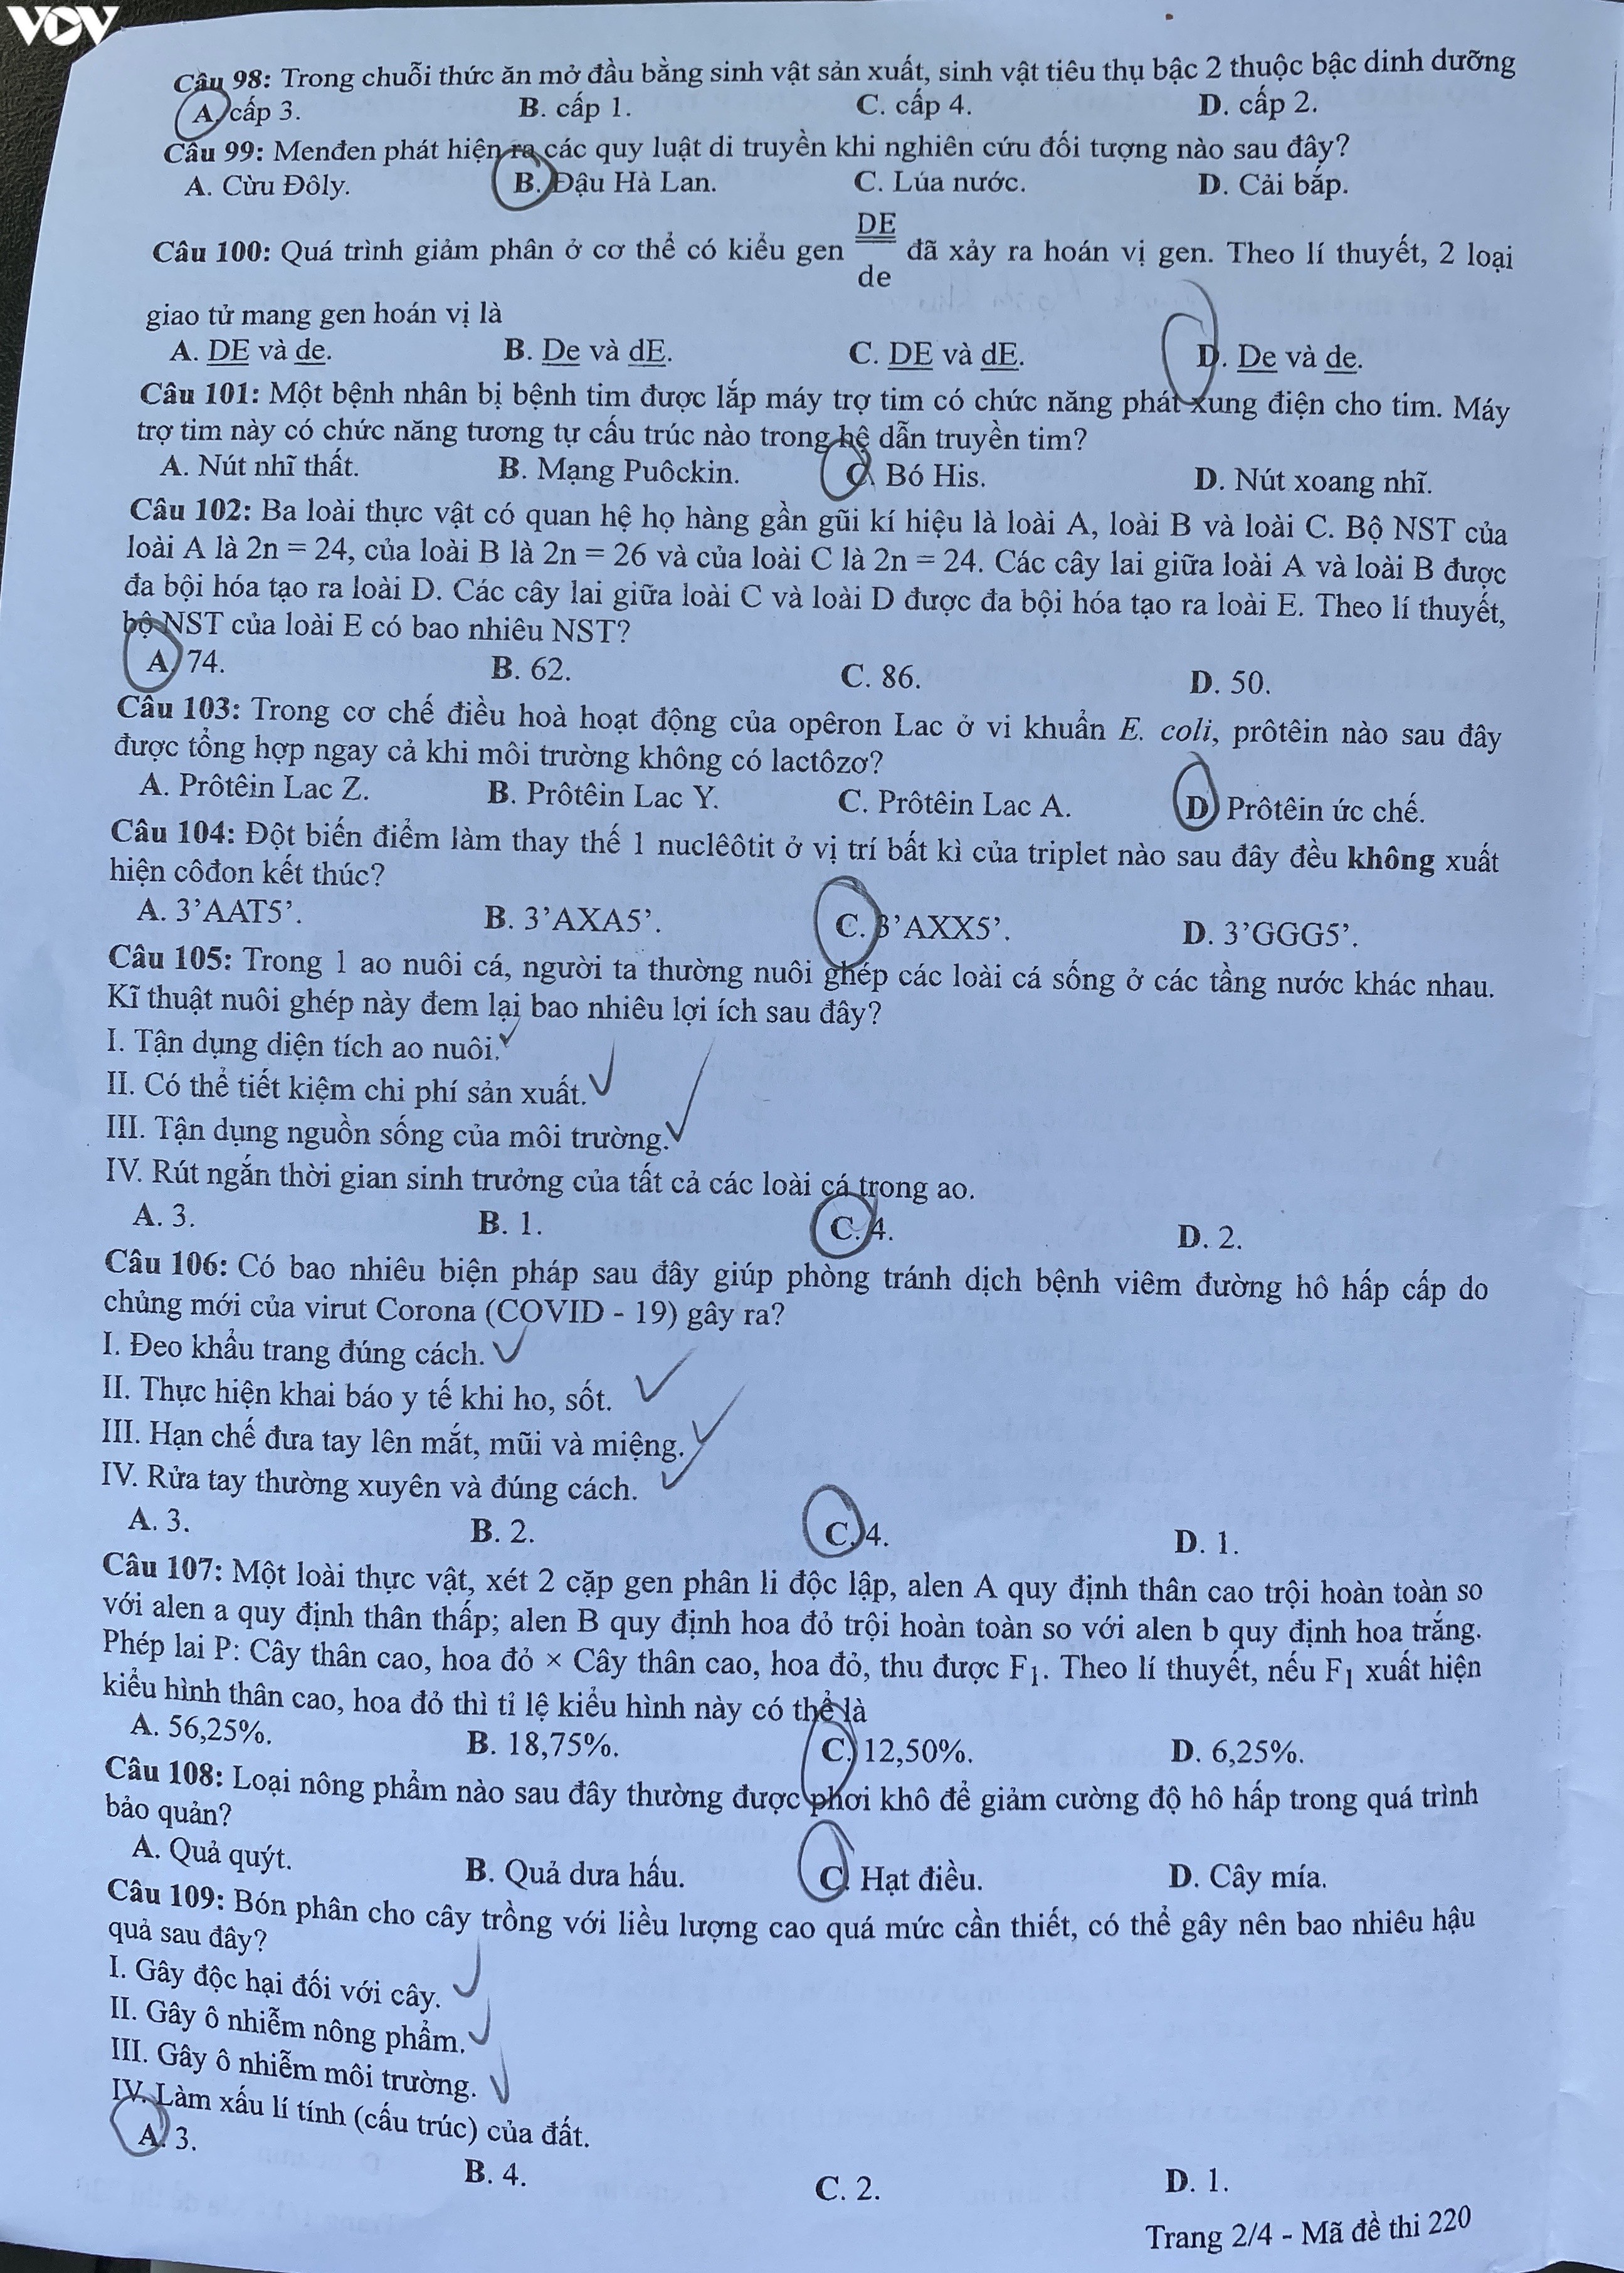 VOV
Câu 98: Trong chuỗi thức ăn mở đầu bằng sinh vật sản xuất, sinh vật tiêu thụ bậc 2 thuộc bậc dinh dưỡng
A. cấp 3. B. cấp 1. C. cấp 4. D. cấp 2.
Câu 99: Menđen phát hiện ra các quy luật di truyền khi nghiên cứu đối tượng nào sau đây?
A. Cừu Đôly. B. Đậu Hà Lan. C. Lúa nước. D. Cải bắp.
Câu 100: Quá trình giảm phân ở cơ thể có kiểu gen DE/de đã xảy ra hoán vị gen. Theo lí thuyết, 2 loại
giao tử mang gen hoán vị là
A. DE và de. B. De và dE. C. DE và dE. D. De và de.
Câu 101: Một bệnh nhân bị bệnh tim được lắp máy trợ tim có chức năng phát xung điện cho tim. Máy
trợ tim này có chức năng tương tự cấu trúc nào trong hệ dẫn truyền tim?
A. Nút nhĩ thất. B. Mạng Puôckin. C. Bó His. D. Nút xoang nhĩ.
Câu 102: Ba loài thực vật có quan hệ họ hàng gần gũi kí hiệu là loài A, loài B và loài C. Bộ NST của
loài A là 2n = 24, của loài B là 2n = 26 và của loài C là 2n = 24. Các cây lai giữa loài A và loài B được
đa bội hóa tạo ra loài D. Các cây lai giữa loài C và loài D được đa bội hóa tạo ra loài E. Theo lí thuyết,
bộ NST của loài E có bao nhiêu NST?
A. 74. B. 62. C. 86. D. 50.
Câu 103: Trong cơ chế điều hoà hoạt động của opêron Lac ở vi khuẩn E. coli, prôtêin nào sau đây
được tổng hợp ngay cả khi môi trường không có lactôzơ?
A. Prôtêin Lac Z. B. Prôtêin Lac Y. C. Prôtêin Lac A. D. Prôtêin ức chế.
Câu 104: Đột biến điểm làm thay thế 1 nuclêôtit ở vị trí bất kì của triplet nào sau đây đều không xuất
hiện côđon kết thúc?
A. 3’AAT5’. B. 3’AXA5’. C. 3’AXX5’. D. 3’GGG5’.
Câu 105: Trong 1 ao nuôi cá, người ta thường nuôi ghép các loài cá sống ở các tầng nước khác nhau.
Kĩ thuật nuôi ghép này đem lại bao nhiêu lợi ích sau đây?
I. Tận dụng diện tích ao nuôi.
II. Có thể tiết kiệm chi phí sản xuất.
III. Tận dụng nguồn sống của môi trường.
IV. Rút ngắn thời gian sinh trưởng của tất cả các loài cá trong ao.
A. 3. B. 1. C. 4. D. 2.
Câu 106: Có bao nhiêu biện pháp sau đây giúp phòng tránh dịch bệnh viêm đường hô hấp cấp do
chủng mới của virut Corona (COVID - 19) gây ra?
I. Đeo khẩu trang đúng cách.
II. Thực hiện khai báo y tế khi ho, sốt.
III. Hạn chế đưa tay lên mắt, mũi và miệng.
IV. Rửa tay thường xuyên và đúng cách.
A. 3. B. 2. C. 4. D. 1.
Câu 107: Một loài thực vật, xét 2 cặp gen phân li độc lập, alen A quy định thân cao trội hoàn toàn so
với alen a quy định thân thấp; alen B quy định hoa đỏ trội hoàn toàn so với alen b quy định hoa trắng.
Phép lai P: Cây thân cao, hoa đỏ × Cây thân cao, hoa đỏ, thu được F1. Theo lí thuyết, nếu F1 xuất hiện
kiểu hình thân cao, hoa đỏ thì tỉ lệ kiểu hình này có thể là
A. 56,25%. B. 18,75%. C. 12,50%. D. 6,25%.
Câu 108: Loại nông phẩm nào sau đây thường được phơi khô để giảm cường độ hô hấp trong quá trình
bảo quản?
A. Quả quýt. B. Quả dưa hấu. C. Hạt điều. D. Cây mía.
Câu 109: Bón phân cho cây trồng với liều lượng cao quá mức cần thiết, có thể gây nên bao nhiêu hậu
quả sau đây?
I. Gây độc hại đối với cây.
II. Gây ô nhiễm nông phẩm.
III. Gây ô nhiễm môi trường.
IV. Làm xấu lí tính (cấu trúc) của đất.
A. 3. B. 4. C. 2. D. 1.
Trang 2/4 - Mã đề thi 220